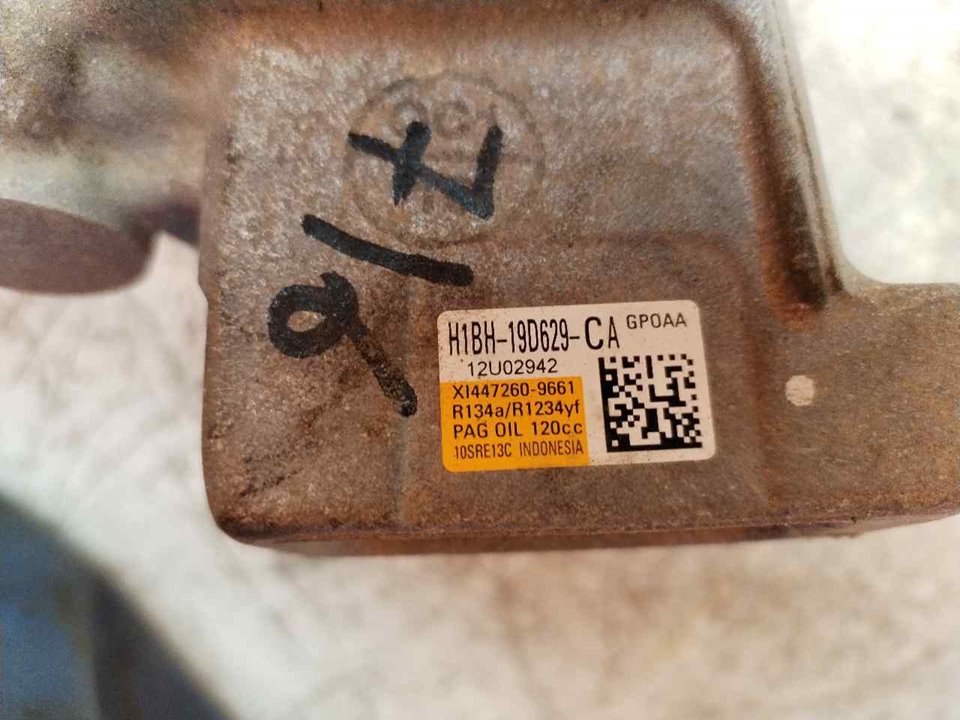 H1BH-19D629-CA GP0AA
12U02942
XI447260-9661
R134a/R1234yf
PAG OIL 120cc
10SRE13C INDONESIA